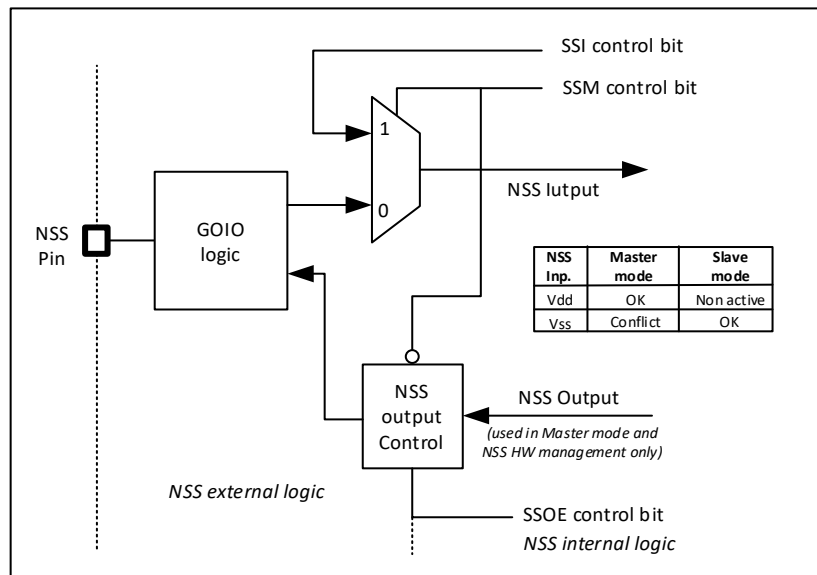 SSI control bit
SSM control bit
1
0
NSS Iutput
GOIO
logic
NSS
Pin
NSS Inp. Master mode Slave mode
Vdd OK Non active
Vss Conflict OK
NSS
output
Control
NSS Output
(used in Master mode and
NSS HW management only)
NSS external logic
SSOE control bit
NSS internal logic